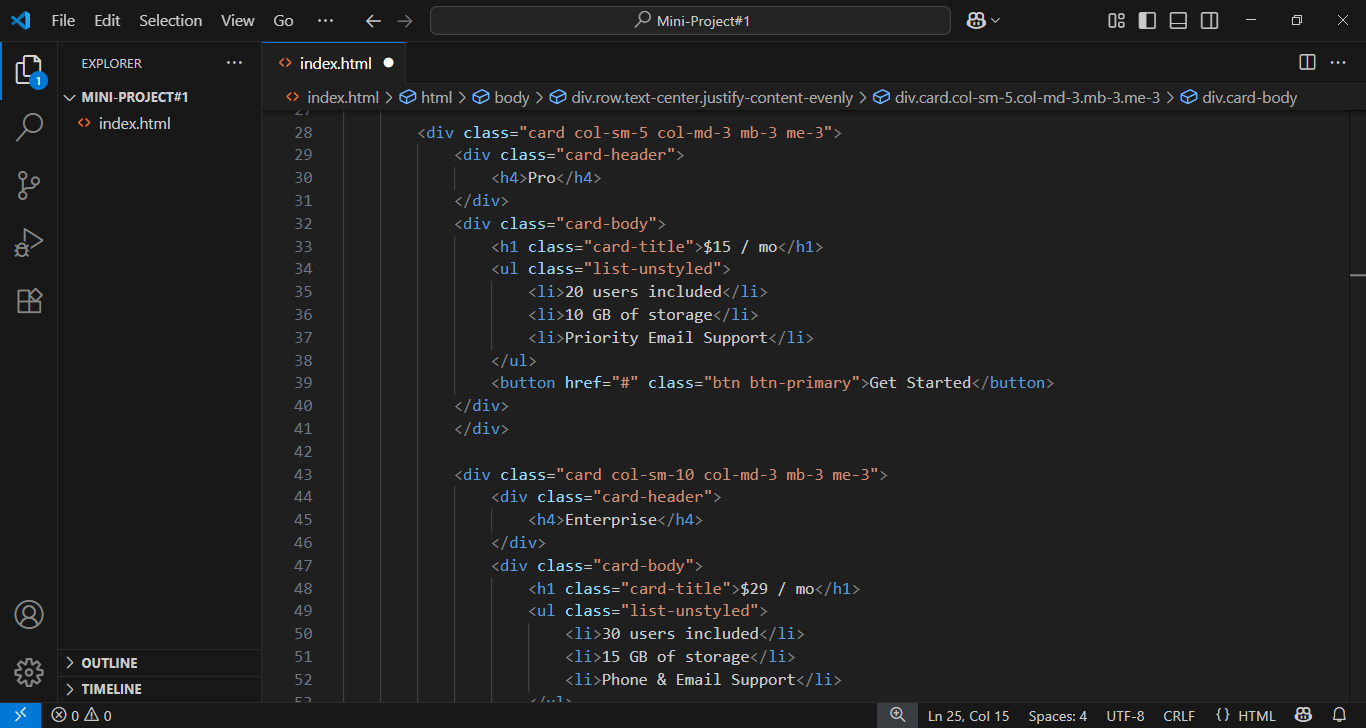 File Edit Selection View Go ··· Mini-Project#1
EXPLORER ···
index.html
1
MINI-PROJECT#1
index.html
index.html > html > body > div.row.text-center.justify-content-evenly > div.card.col-sm-5.col-md-3.mb-3.me-3 > div.card-body
27
28 <div class="card col-sm-5 col-md-3 mb-3 me-3">
29 <div class="card-header">
30 <h4>Pro</h4>
31 </div>
32 <div class="card-body">
33 <h1 class="card-title">$15 / mo</h1>
34 <ul class="list-unstyled">
35 <li>20 users included</li>
36 <li>10 GB of storage</li>
37 <li>Priority Email Support</li>
38 </ul>
39 <button href="#" class="btn btn-primary">Get Started</button>
40 </div>
41 </div>
42
43 <div class="card col-sm-10 col-md-3 mb-3 me-3">
44 <div class="card-header">
45 <h4>Enterprise</h4>
46 </div>
47 <div class="card-body">
48 <h1 class="card-title">$29 / mo</h1>
49 <ul class="list-unstyled">
50 <li>30 users included</li>
51 <li>15 GB of storage</li>
52 <li>Phone & Email Support</li>
53 </ul>
OUTLINE
TIMELINE
0 0 Ln 25, Col 15 Spaces: 4 UTF-8 CRLF {} HTML